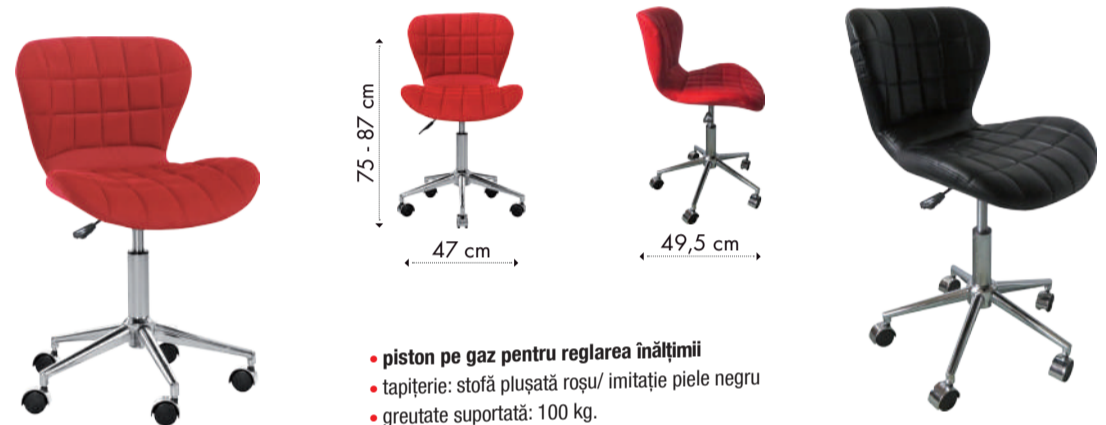 75 - 87 cm
47 cm
49,5 cm
• piston pe gaz pentru reglarea înălțimii
• tapițerie: stofă plușată roșu/ imitație piele negru
• greutate suportată: 100 kg.